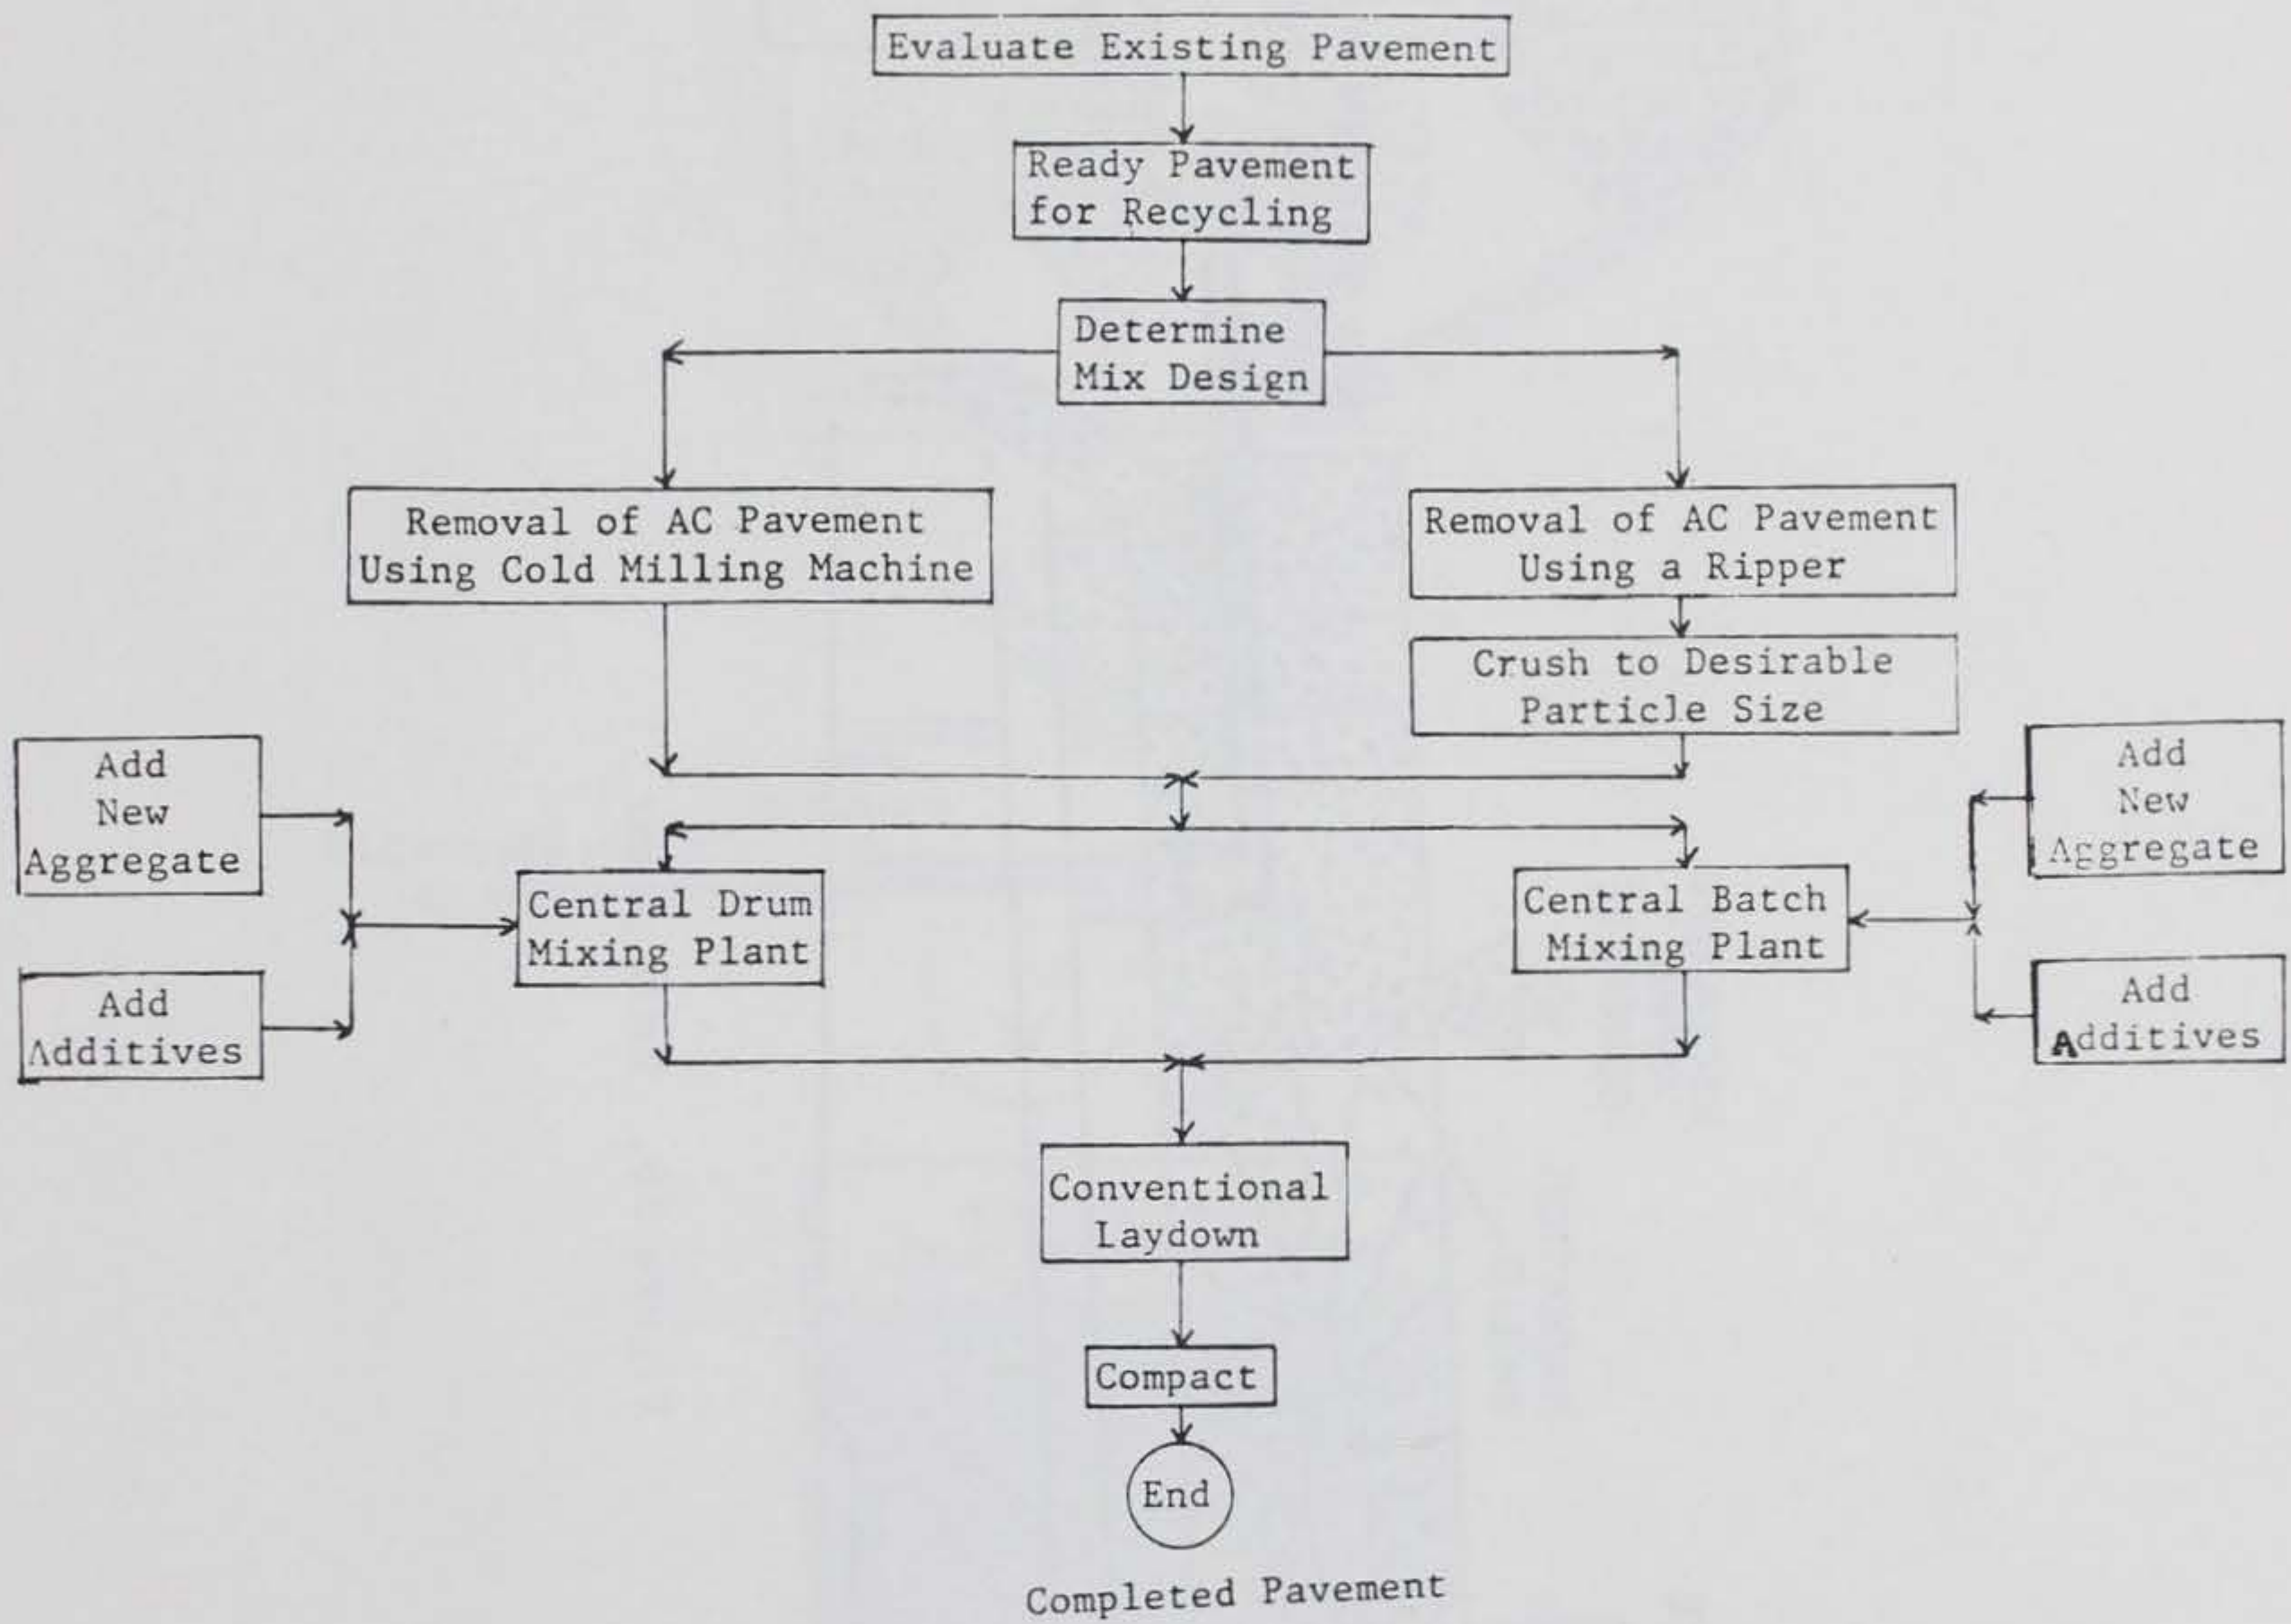 Evaluate Existing Pavement
Ready Pavement
for Recycling
Determine
Mix Design
Removal of AC Pavement
Using Cold Milling Machine
Removal of AC Pavement
Using a Ripper
Crush to Desirable
Particle Size
Add
New
Aggregate
Add
New
Aggregate
Central Drum
Mixing Plant
Central Batch
Mixing Plant
Add
Additives
Add
Additives
Conventional
Laydown
Compact
End
Completed Pavement